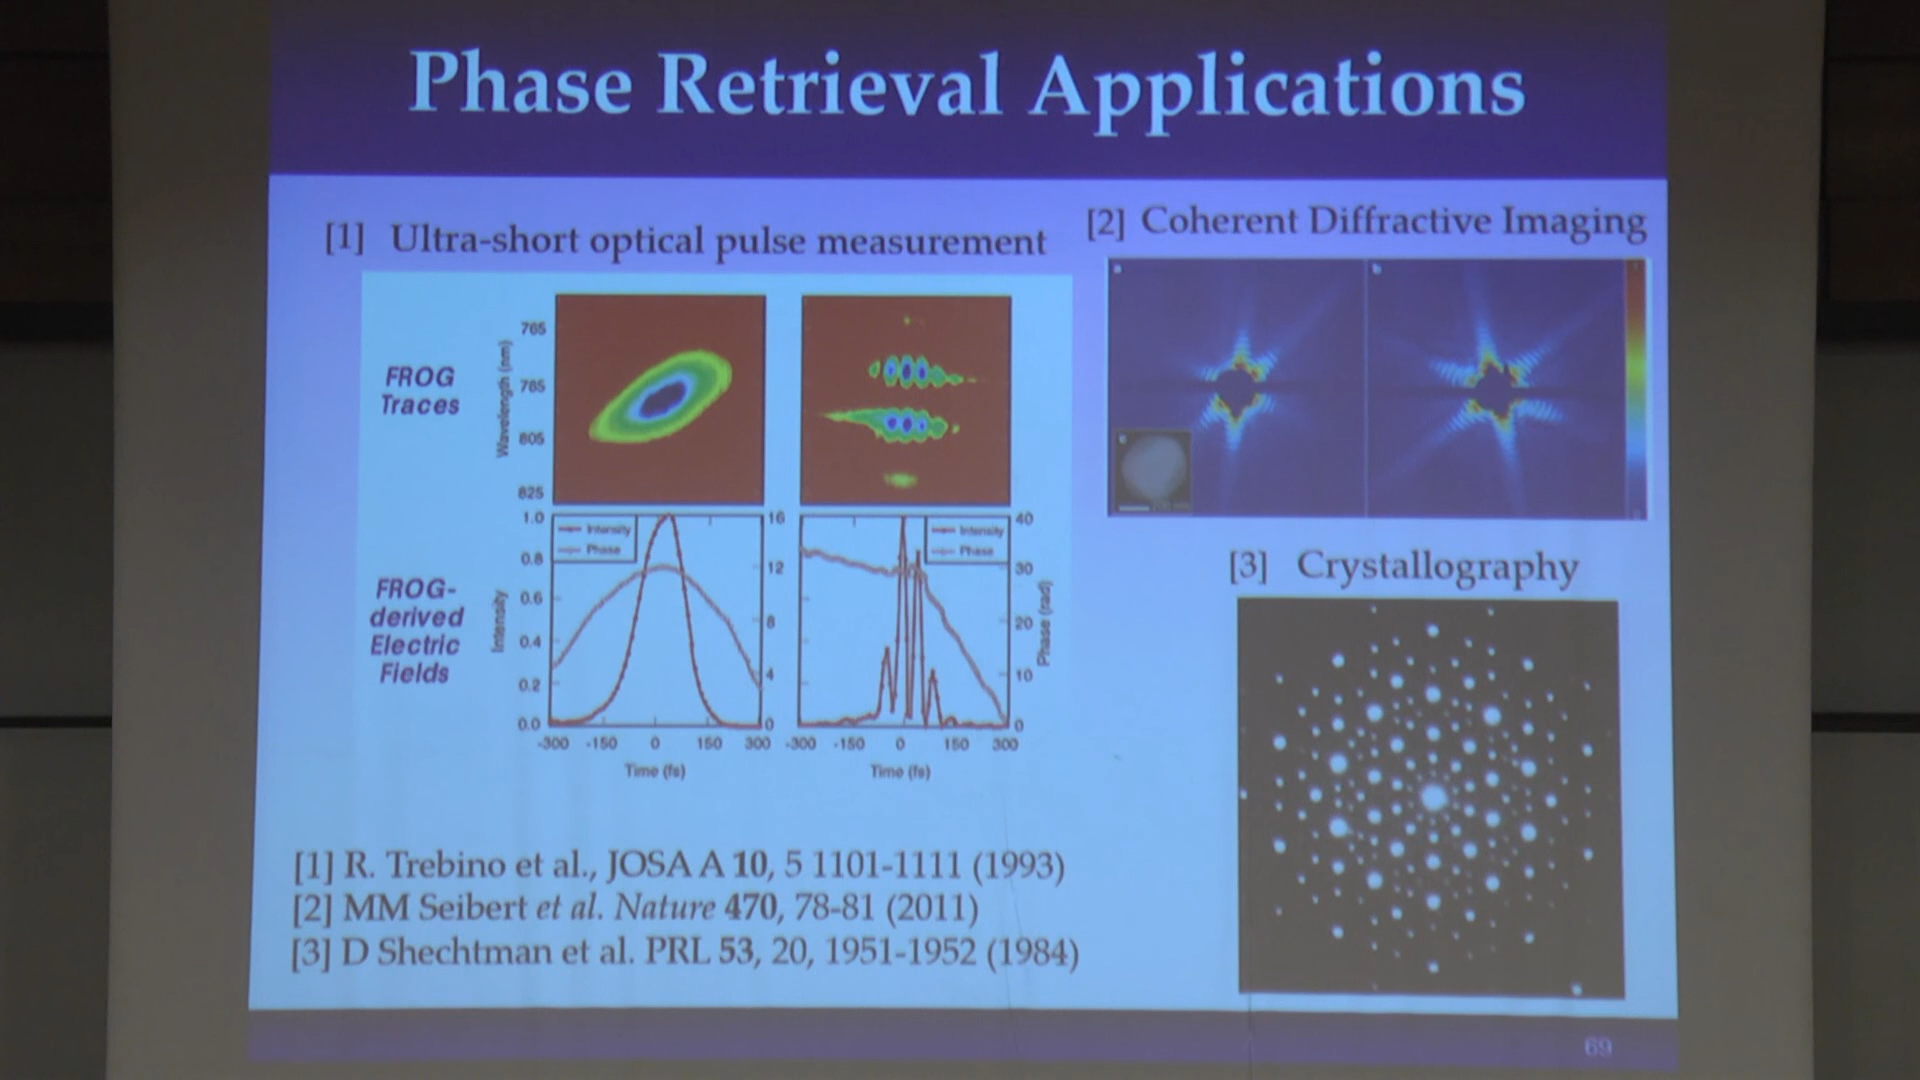 Phase Retrieval Applications
[1] Ultra-short optical pulse measurement
[2] Coherent Diffractive Imaging
FROG
Traces
Wavelength (nm)
765
785
805
825
a
b
c
FROG-
derived
Electric
Fields
Intensity
1.0
0.8
0.6
0.4
0.2
0.0
Intensity
Phase
16
12
8
4
0
Intensity
Phase
40
30
20
10
0
Phase (rad)
-300 -150 0 150 300
-300 -150 0 150 300
Time (fs)
Time (fs)
[3] Crystallography
[1] R. Trebino et al., JOSA A 10, 5 1101-1111 (1993)
[2] MM Seibert et al. Nature 470, 78-81 (2011)
[3] D Shechtman et al. PRL 53, 20, 1951-1952 (1984)
69